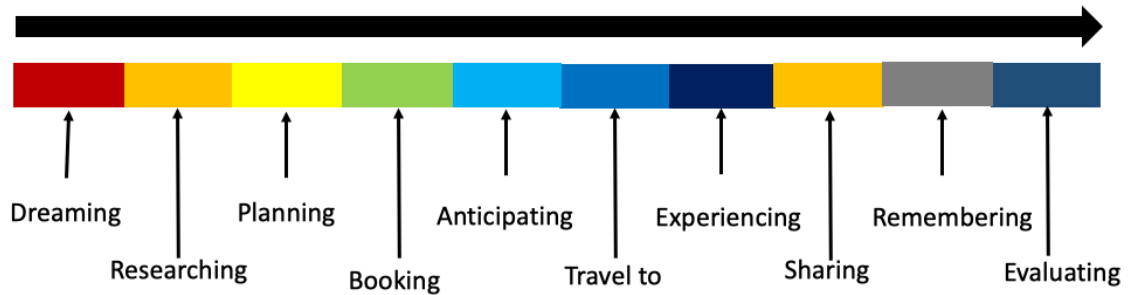 Dreaming
Researching
Planning
Booking
Anticipating
Travel to
Experiencing
Sharing
Remembering
Evaluating